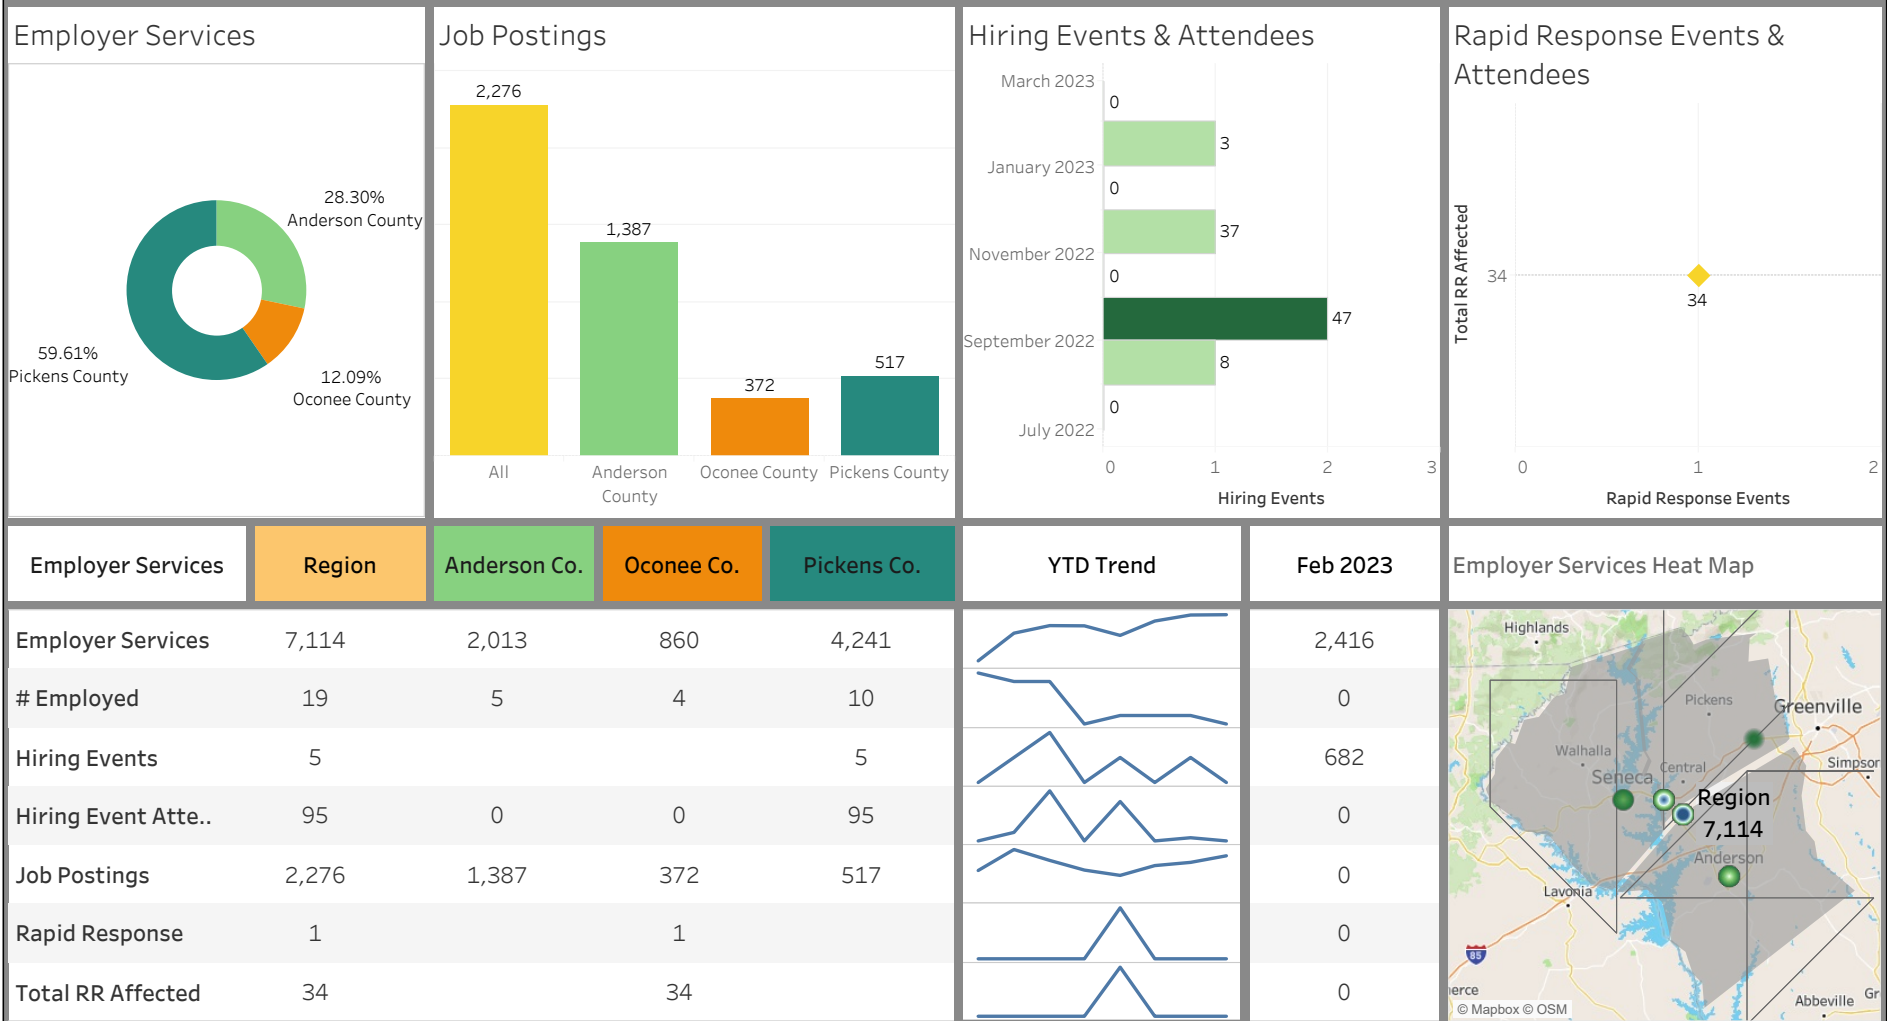 Employer Services
28.30%
Anderson County
59.61%
Pickens County
12.09%
Oconee County
Job Postings
2,276
1,387
372
517
All
Anderson
County
Oconee County
Pickens County
Hiring Events & Attendees
March 2023
0
3
January 2023
0
37
November 2022
0
47
September 2022
8
0
July 2022
0 1 2 3
Hiring Events
Rapid Response Events &
Attendees
Total RR Affected
34
34
0 1 2
Rapid Response Events
Employer Services Region Anderson Co. Oconee Co. Pickens Co. YTD Trend Feb 2023
Employer Services 7,114 2,013 860 4,241 2,416
# Employed 19 5 4 10 0
Hiring Events 5 5 682
Hiring Event Atte.. 95 0 0 95 0
Job Postings 2,276 1,387 372 517 0
Rapid Response 1 1 0
Total RR Affected 34 34 0
Employer Services Heat Map
Highlands
Pickens
Greenville
Walhalla
Central
Simpson
Seneca
Region
7,114
Anderson
Lavonia
85
erce
Abbeville
Gr
© Mapbox © OSM